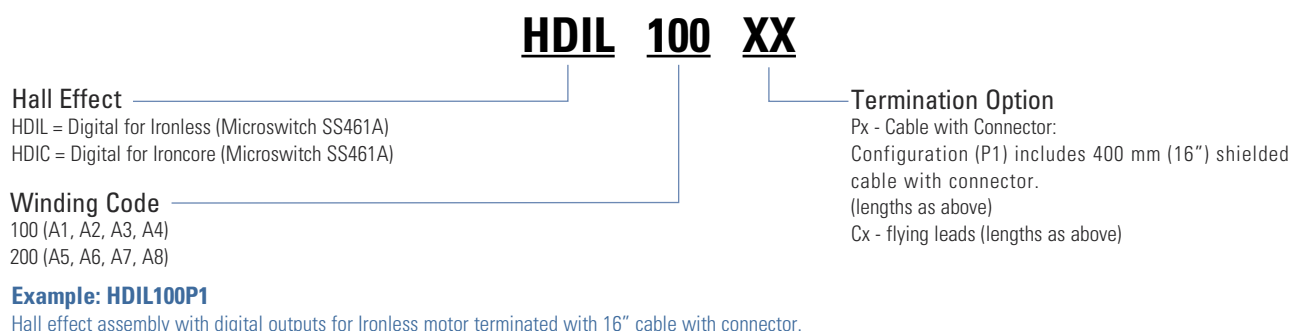 HDIL 100 XX
Hall Effect
HDIL = Digital for Ironless (Microswitch SS461A)
HDIC = Digital for Ironcore (Microswitch SS461A)
Winding Code
100 (A1, A2, A3, A4)
200 (A5, A6, A7, A8)
Termination Option
Px - Cable with Connector:
Configuration (P1) includes 400 mm (16”) shielded
cable with connector.
(lengths as above)
Cx - flying leads (lengths as above)
Example: HDIL100P1
Hall effect assembly with digital outputs for Ironless motor terminated with 16” cable with connector.